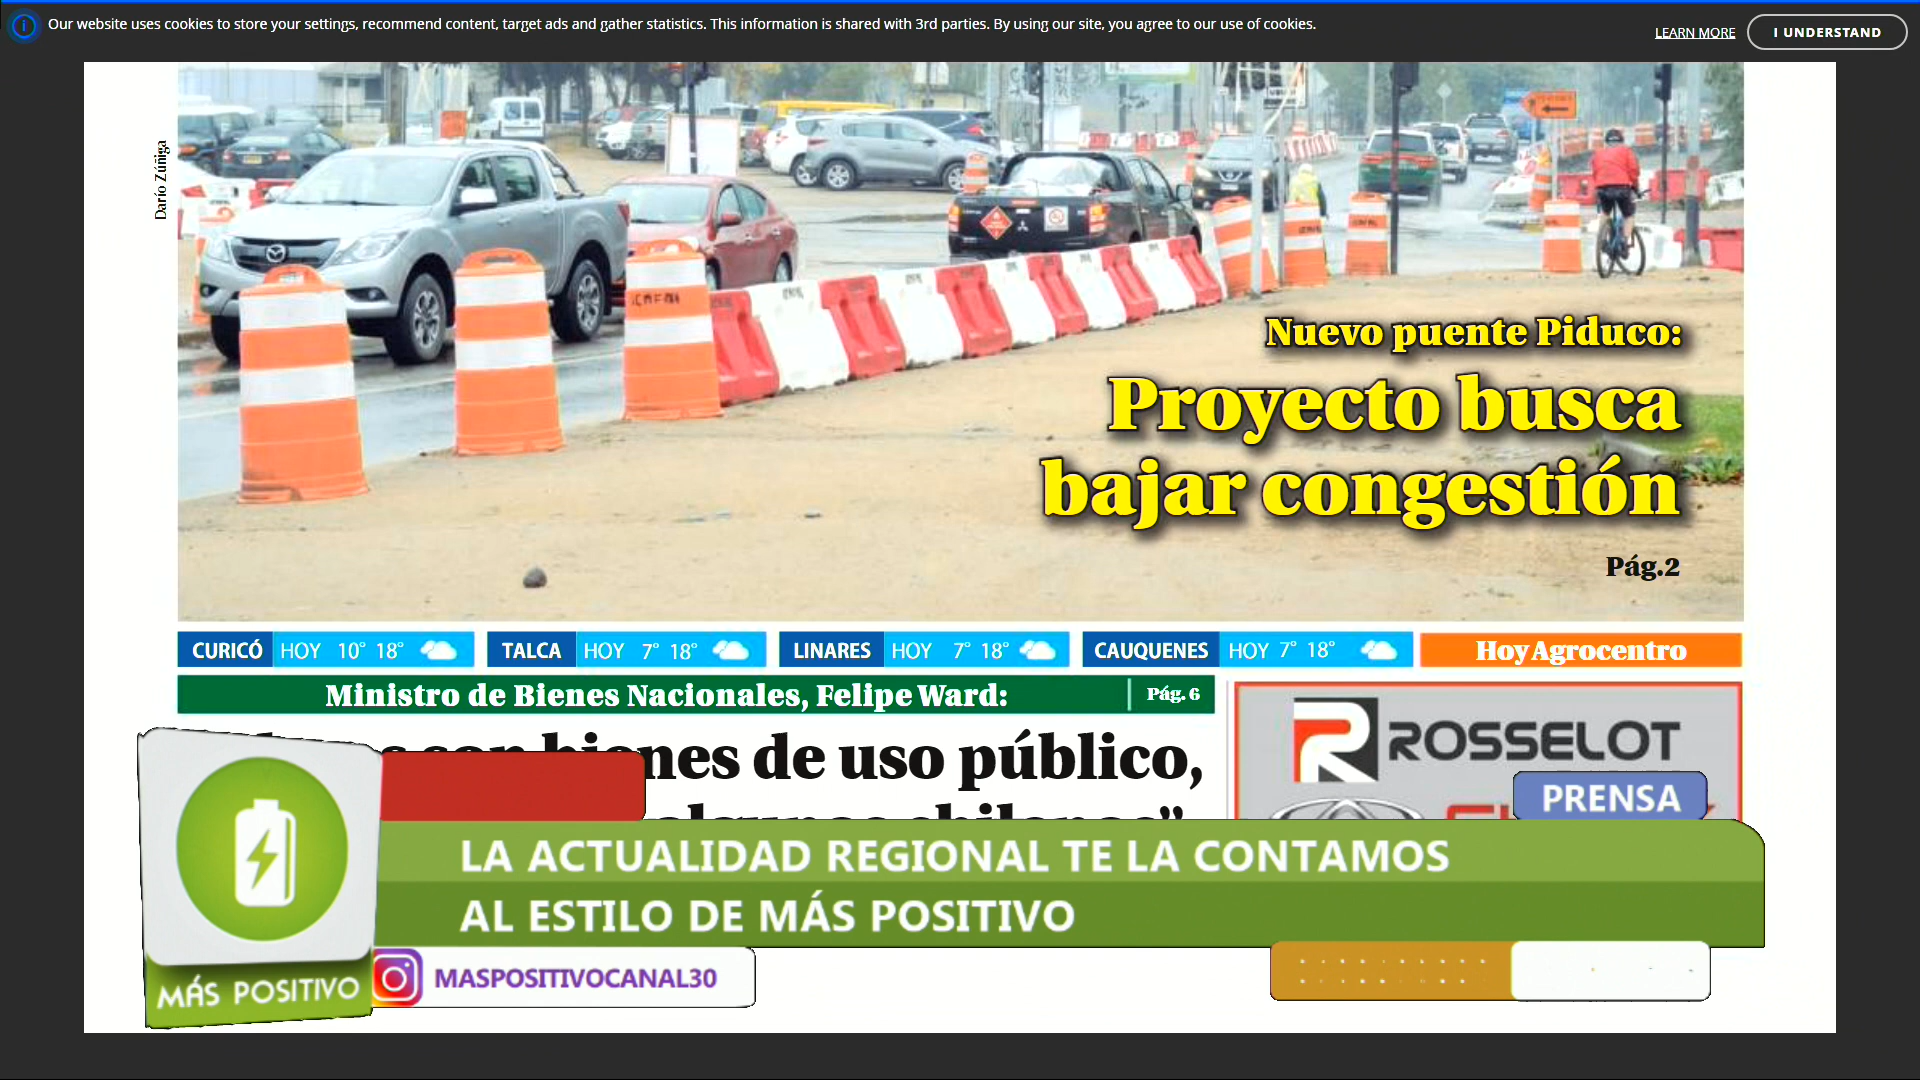 Our website uses cookies to store your settings, recommend content, target ads and gather statistics. This information is shared with 3rd parties. By using our site, you agree to our use of cookies.
LEARN MORE
I UNDERSTAND
Darío Zúñiga
Nuevo puente Piduco:
Proyecto busca
bajar congestión
Pág.2
CURICÓ HOY 10° 18°
TALCA HOY 7° 18°
LINARES HOY 7° 18°
CAUQUENES HOY 7° 18°
Hoy Agrocentro
Ministro de Bienes Nacionales, Felipe Ward:
Pág. 6
son bienes de uso público,
ROSSELOT
PRENSA
LA ACTUALIDAD REGIONAL TE LA CONTAMOS
AL ESTILO DE MÁS POSITIVO
MÁS POSITIVO
MASPOSITIVOCANAL30